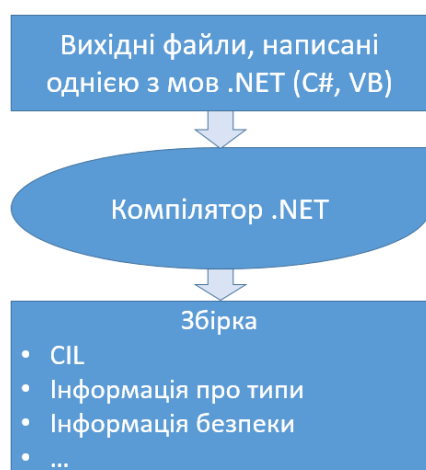 Вихідні файли, написані
однією з мов .NET (C#, VB)
Компілятор .NET
Збірка
• CIL
• Інформація про типи
• Інформація безпеки
• ...